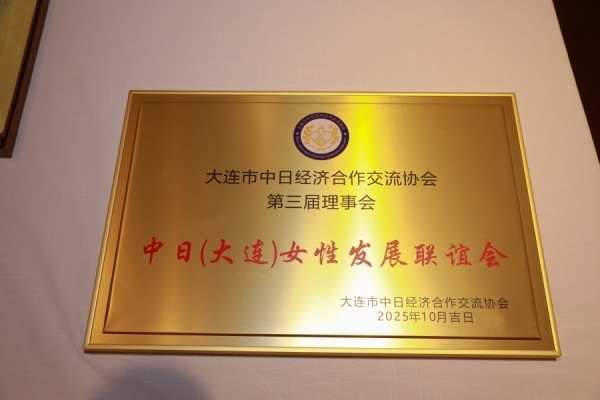 大连市中日经济合作交流协会
第三届理事会
中日(大连)女性发展联谊会
大连市中日经济合作交流协会
2025年10月吉日